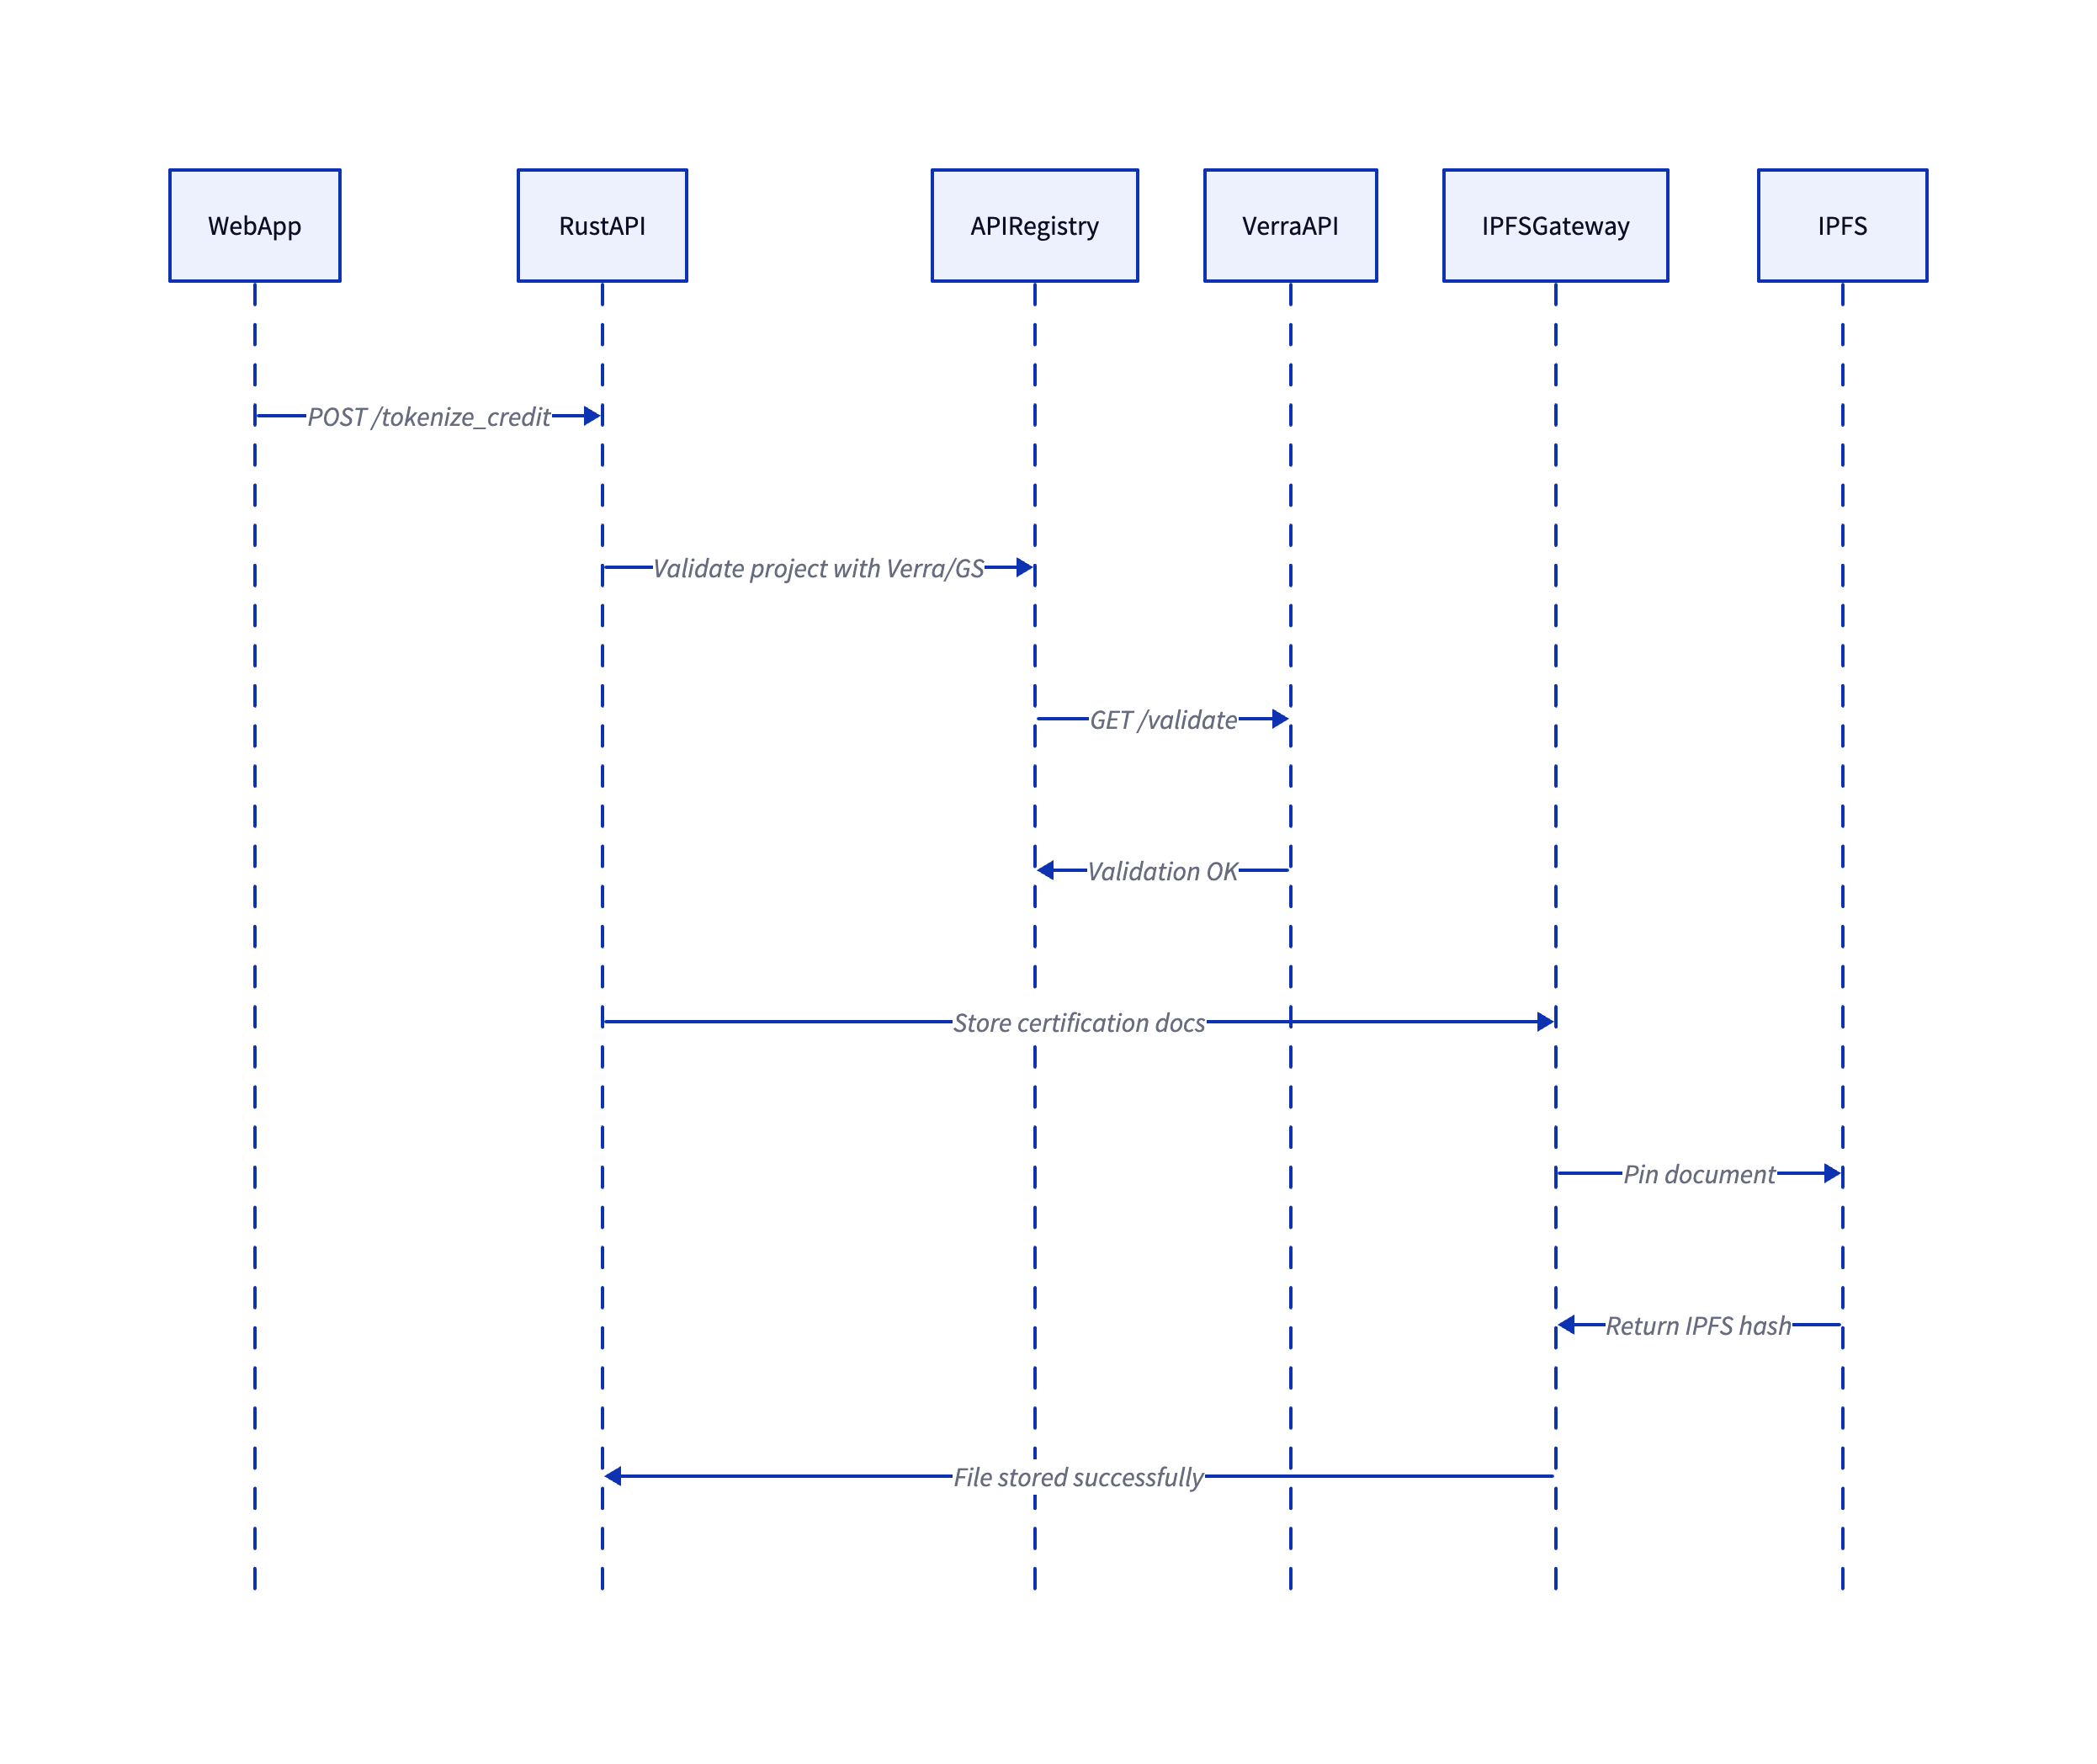 WebApp
RustAPI
APIRegistry
VerraAPI
IPFSGateway
IPFS
POST /tokenize_credit
Validate project with Verra/GS
GET /validate
Validation OK
Store certification docs
Pin document
Return IPFS hash
File stored successfully